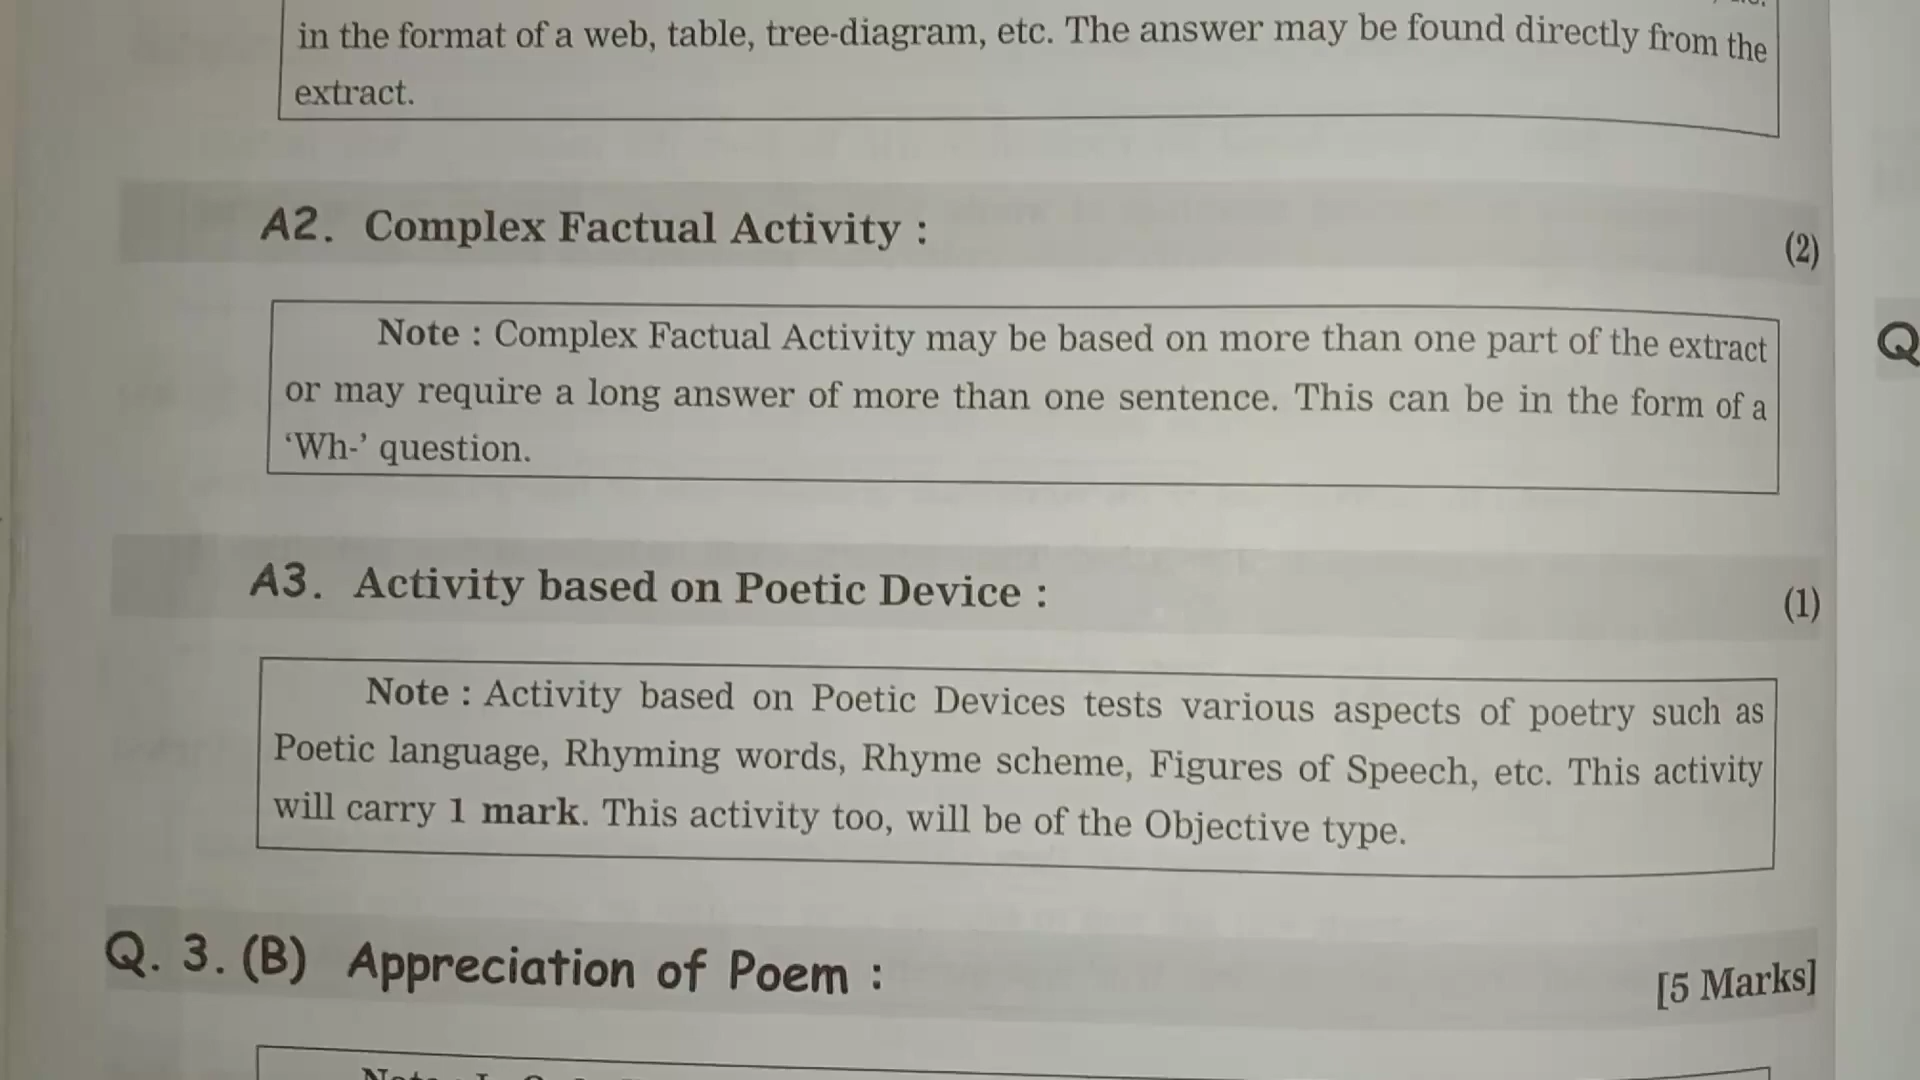 in the format of a web, table, tree-diagram, etc. The answer may be found directly from the
extract.
A2. Complex Factual Activity :
(2)
Note : Complex Factual Activity may be based on more than one part of the extract
or may require a long answer of more than one sentence. This can be in the form of a
‘Wh-’ question.
Q
A3. Activity based on Poetic Device :
(1)
Note : Activity based on Poetic Devices tests various aspects of poetry such as
Poetic language, Rhyming words, Rhyme scheme, Figures of Speech, etc. This activity
will carry 1 mark. This activity too, will be of the Objective type.
Q. 3. (B) Appreciation of Poem :
[5 Marks]